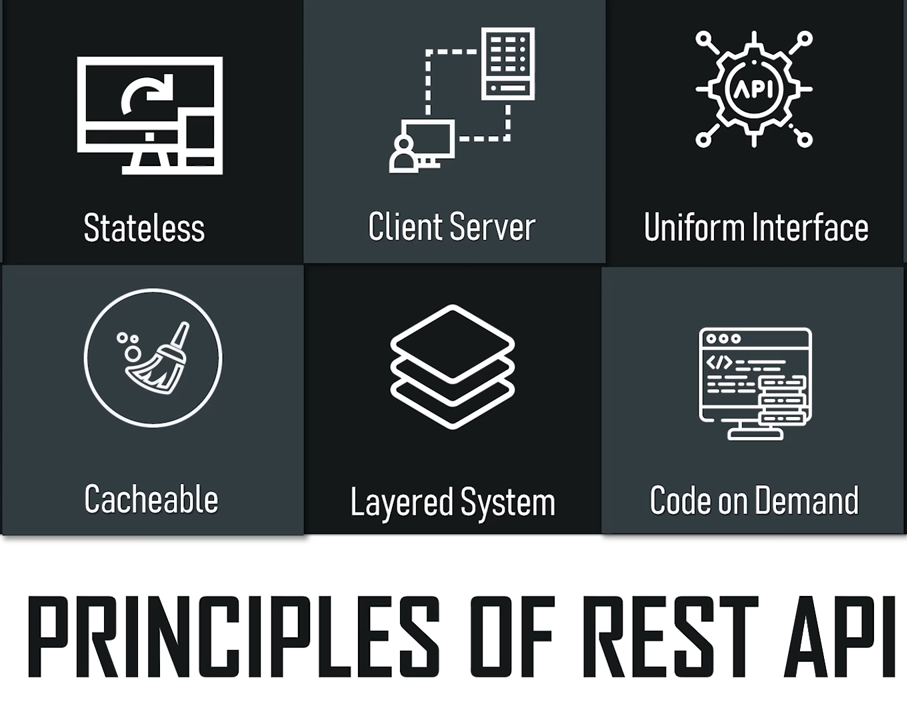 API
Stateless
Client Server
Uniform Interface
</>
Cacheable
Layered System
Code on Demand
PRINCIPLES OF REST API